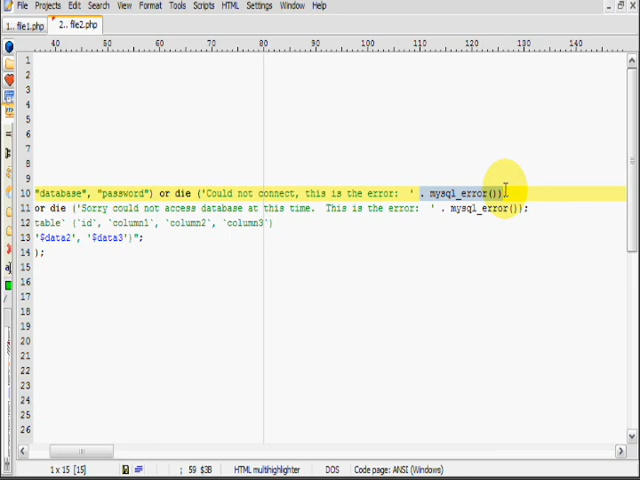 File Projects Edit Search View Format Tools Scripts HTML Settings Window Help
1.. file1.php 2.. file2.php
40 50 60 70 80 90 100 110 120 130 140
1
2
3
4
5
6
7
8
9
10 "database", "password") or die ('Could not connect, this is the error: ' . mysql_error())
11 or die ('Sorry could not access database at this time. This is the error: ' . mysql_error());
12 table` (`id`, `column1`, `column2`, `column3`)
13 '$data2', '$data3')";
14 );
15
16
17
18
19
20
21
22
23
24
25
26
1 x 15 [15] ; 59 $3B HTML multihighlighter DOS Code page: ANSI (Windows)